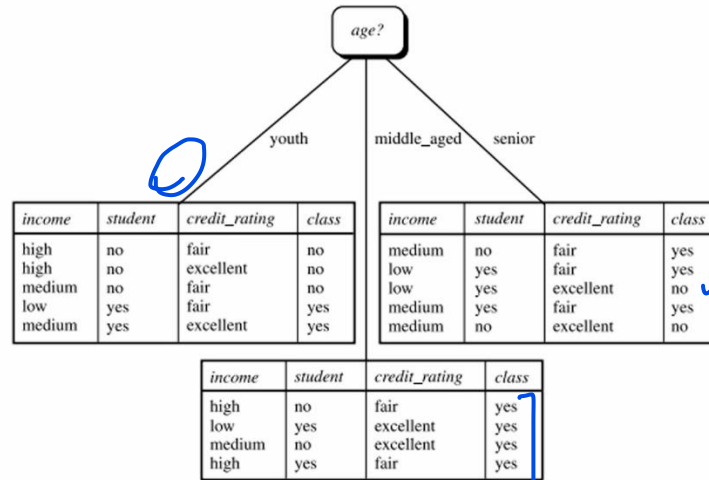 age?
youth
middle_aged
senior
income student credit_rating class
high no fair no
high no excellent no
medium no fair no
low yes fair yes
medium yes excellent yes
income student credit_rating class
medium no fair yes
low yes fair yes
low yes excellent no
medium yes fair yes
medium no excellent no
income student credit_rating class
high no fair yes
low yes excellent yes
medium no excellent yes
high yes fair yes